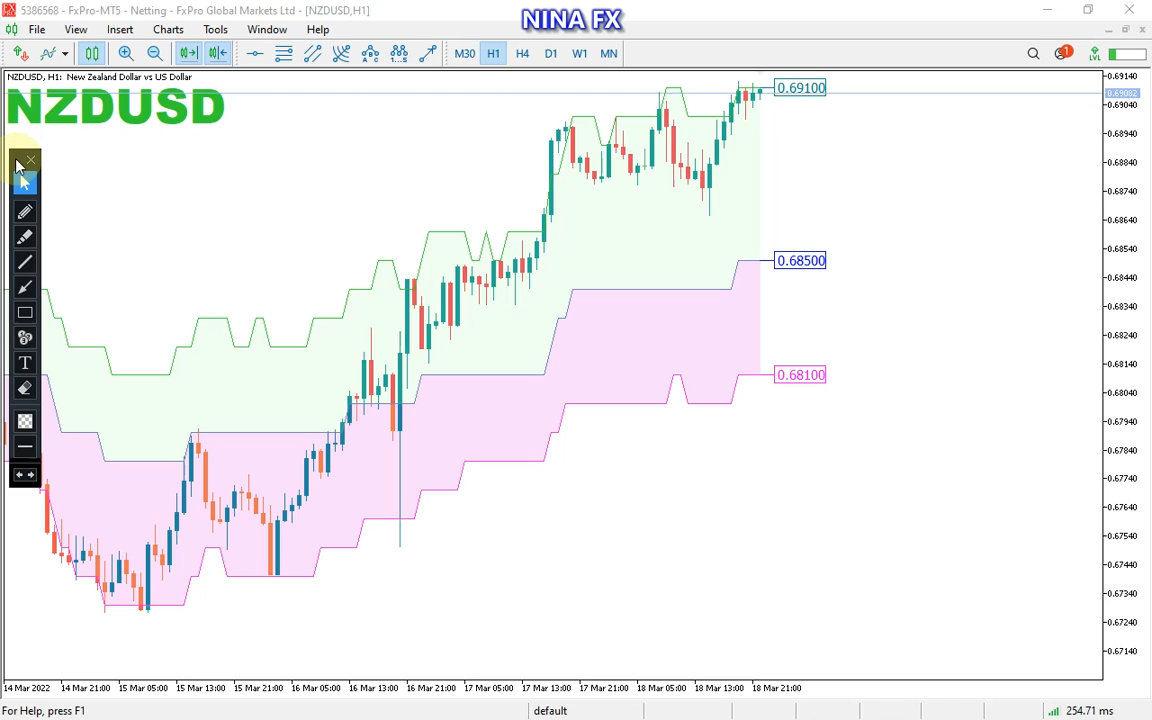 5386568 - FxPro-MT5 - Netting - FxPro Global Markets Ltd - [NZDUSD,H1]
NINA FX
File View Insert Charts Tools Window Help
M30 H1 H4 D1 W1 MN
1
LVL
NZDUSD, H1: New Zealand Dollar vs US Dollar
NZDUSD
0.69100
0.68500
0.68100
T
0.69140
0.69082
0.69040
0.68940
0.68840
0.68740
0.68640
0.68540
0.68440
0.68340
0.68240
0.68140
0.68040
0.67940
0.67840
0.67740
0.67640
0.67540
0.67440
0.67340
0.67240
0.67140
14 Mar 2022 14 Mar 21:00 15 Mar 05:00 15 Mar 13:00 15 Mar 21:00 16 Mar 05:00 16 Mar 13:00 16 Mar 21:00 17 Mar 05:00 17 Mar 13:00 17 Mar 21:00 18 Mar 05:00 18 Mar 13:00 18 Mar 21:00
For Help, press F1 default 254.71 ms